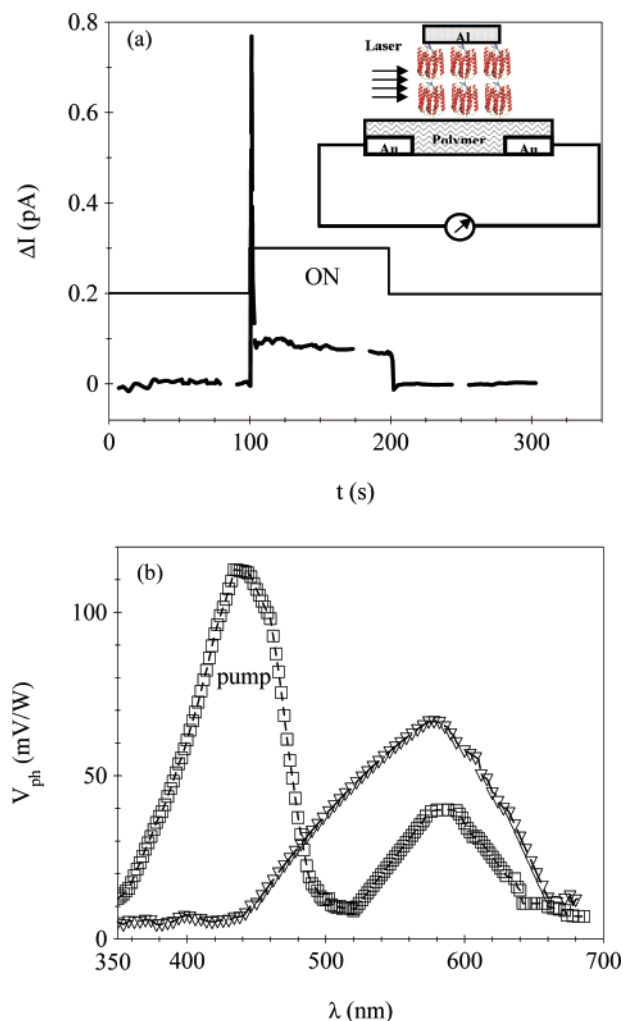 (a)
Al
Laser
Polymer
Au
Au
0.8
0.6
0.4
0.2
0
ΔI (pA)
ON
0
100
200
300
t (s)
(b)
pump
100
50
0
V_ph (mV/W)
350
400
500
600
700
λ (nm)